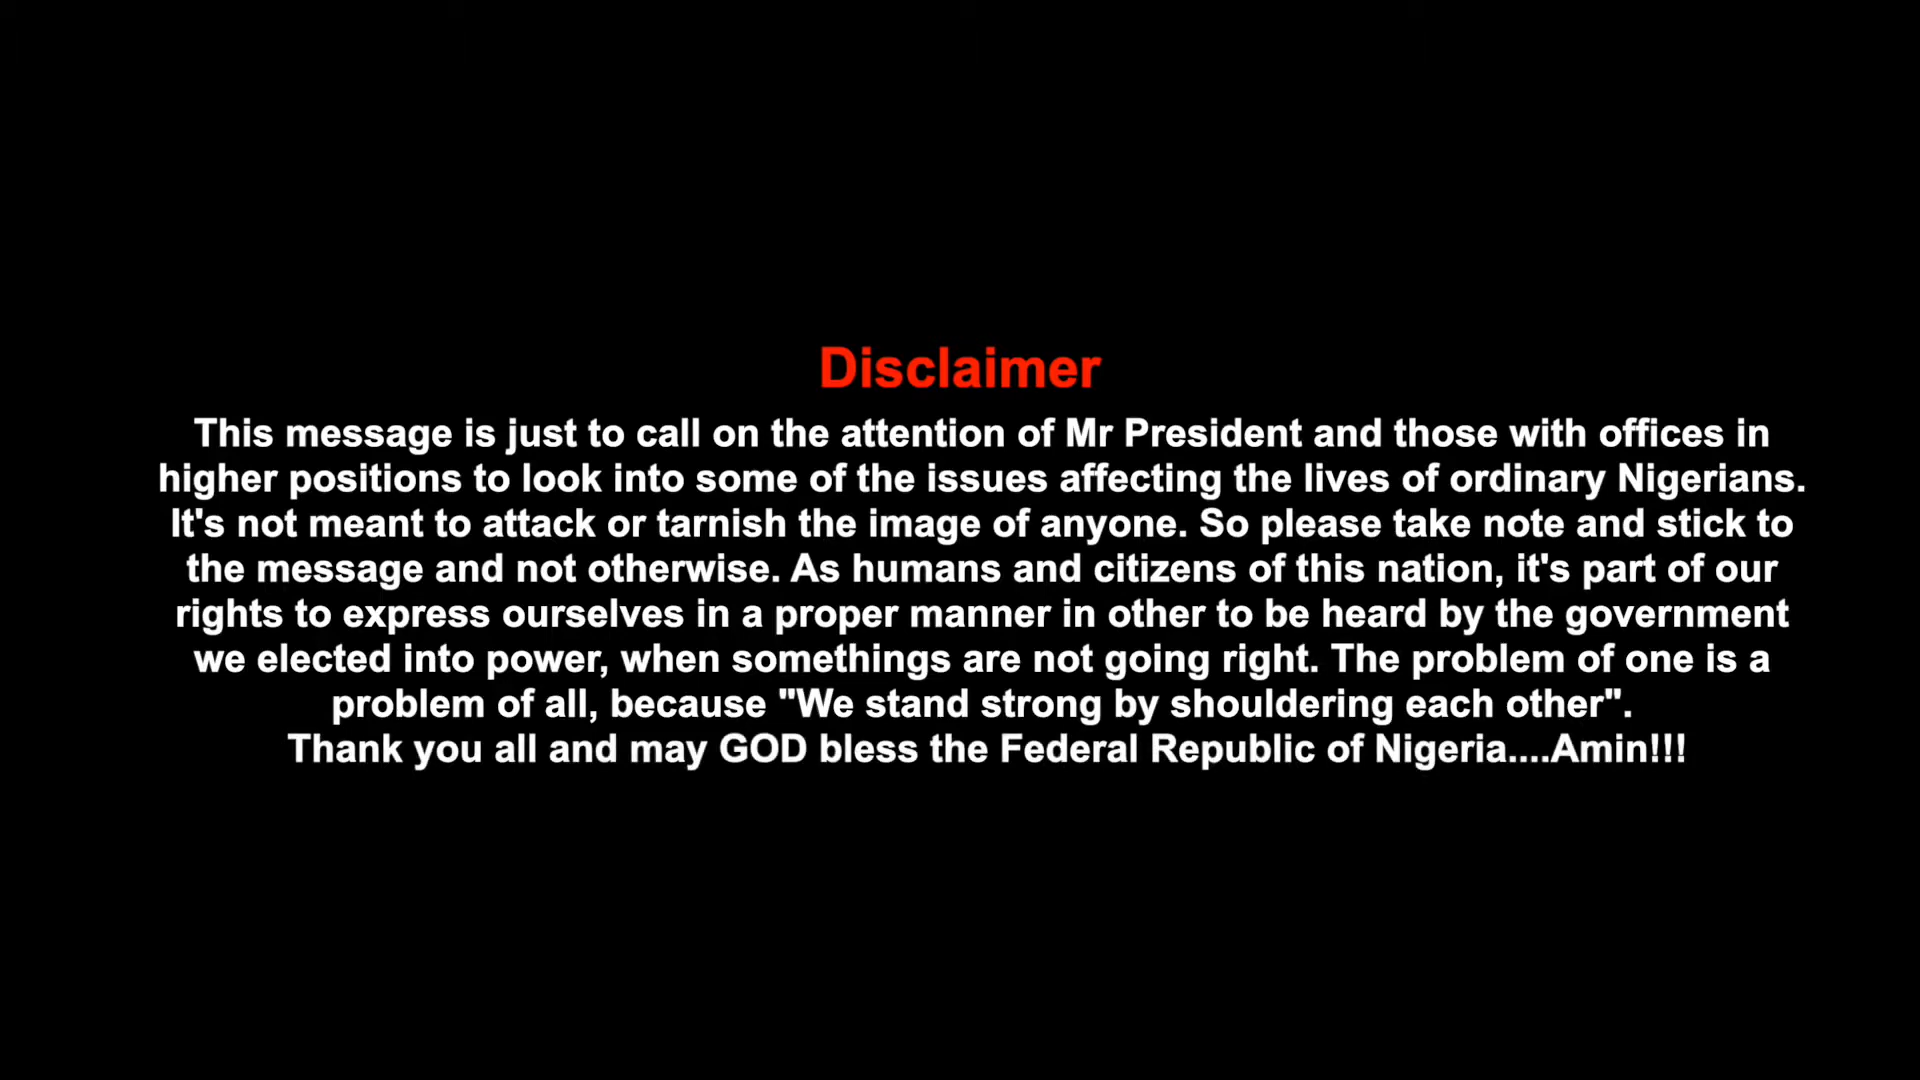 Disclaimer
This message is just to call on the attention of Mr President and those with offices in
higher positions to look into some of the issues affecting the lives of ordinary Nigerians.
It's not meant to attack or tarnish the image of anyone. So please take note and stick to
the message and not otherwise. As humans and citizens of this nation, it's part of our
rights to express ourselves in a proper manner in other to be heard by the government
we elected into power, when somethings are not going right. The problem of one is a
problem of all, because "We stand strong by shouldering each other".
Thank you all and may GOD bless the Federal Republic of Nigeria....Amin!!!